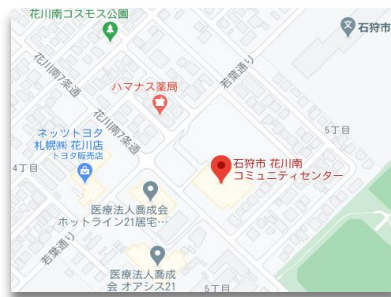 花川南コスモス公園
石狩市
若葉通り
花川南7条通
ハマナス薬局
花川南7条通
5丁目
ネッツトヨタ
札幌㈱ 花川店
トヨタ販売店
4丁目
石狩市 花川南
コミュニティセンター
医療法人喬成会
ホットライン21居宅…
若葉通り
医療法人喬成
会 オアシス21
5丁目